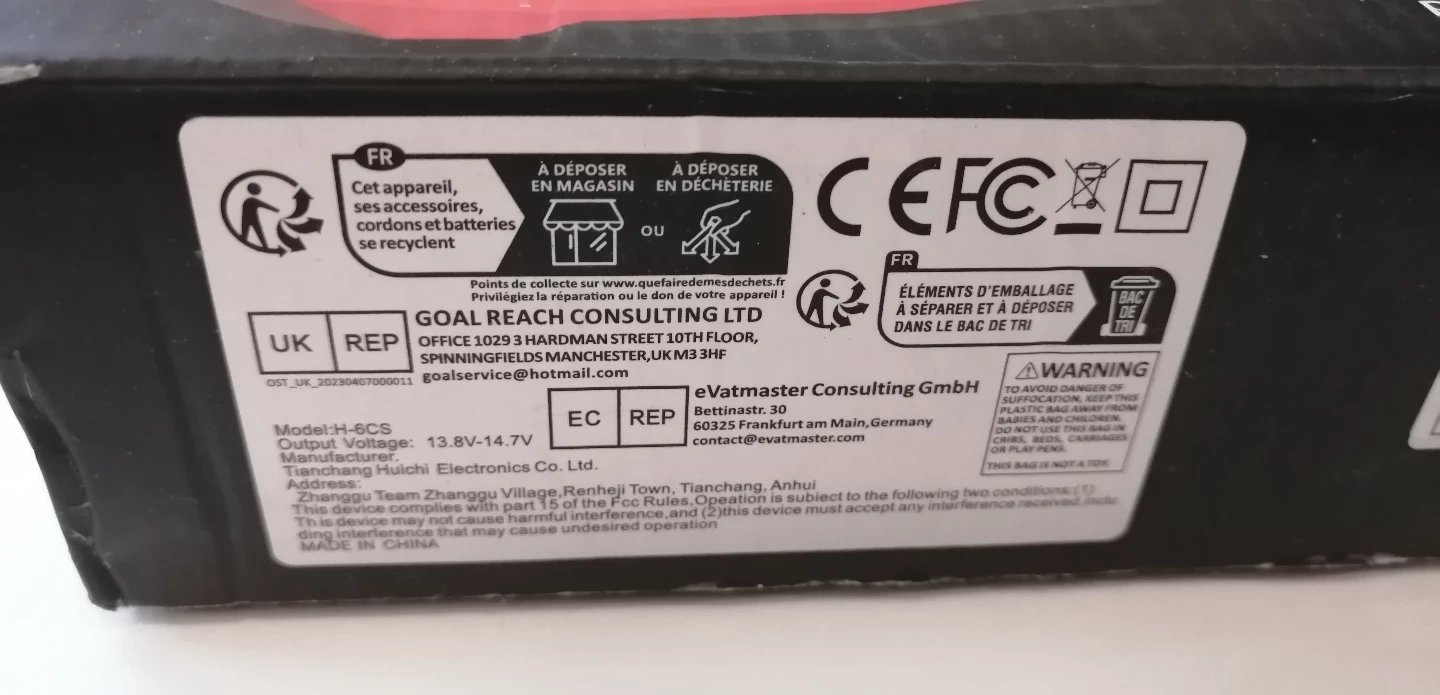 FR
Cet appareil,
ses accessoires,
cordons et batteries
se recyclent
À DÉPOSER
EN MAGASIN
OU
À DÉPOSER
EN DÉCHÈTERIE
Points de collecte sur www.quefairedemesdechets.fr
Privilégiez la réparation ou le don de votre appareil !
CE FC
FR
ÉLÉMENTS D'EMBALLAGE
À SÉPARER ET À DÉPOSER
DANS LE BAC DE TRI
BAC
DE
TRI
UK REP
OST_UK_20230407000011
GOAL REACH CONSULTING LTD
OFFICE 1029 3 HARDMAN STREET 10TH FLOOR,
SPINNINGFIELDS MANCHESTER,UK M3 3HF
goalservice@hotmail.com
EC REP
eVatmaster Consulting GmbH
Bettinastr. 30
60325 Frankfurt am Main,Germany
contact@evatmaster.com
WARNING
TO AVOID DANGER OF
SUFFOCATION, KEEP THIS
PLASTIC BAG AWAY FROM
BABIES AND CHILDREN.
DO NOT USE THIS BAG IN
CRIBS, BEDS, CARRIAGES
OR PLAY PENS.
THIS BAG IS NOT A TOY.
Model:H-6CS
Output Voltage: 13.8V-14.7V
Manufacturer.
Tianchang Huichi Electronics Co. Ltd.
Address:
Zhanggu Team Zhanggu Village,Renheji Town, Tianchang, Anhui
This device complies with part 15 of the Fcc Rules,Opeation is subiect to the following two conditions:(1)
Th is device may not cause harmful interference,and (2)this device must accept any interference received,inclu
ding interference that may cause undesired operation
MADE IN CHINA